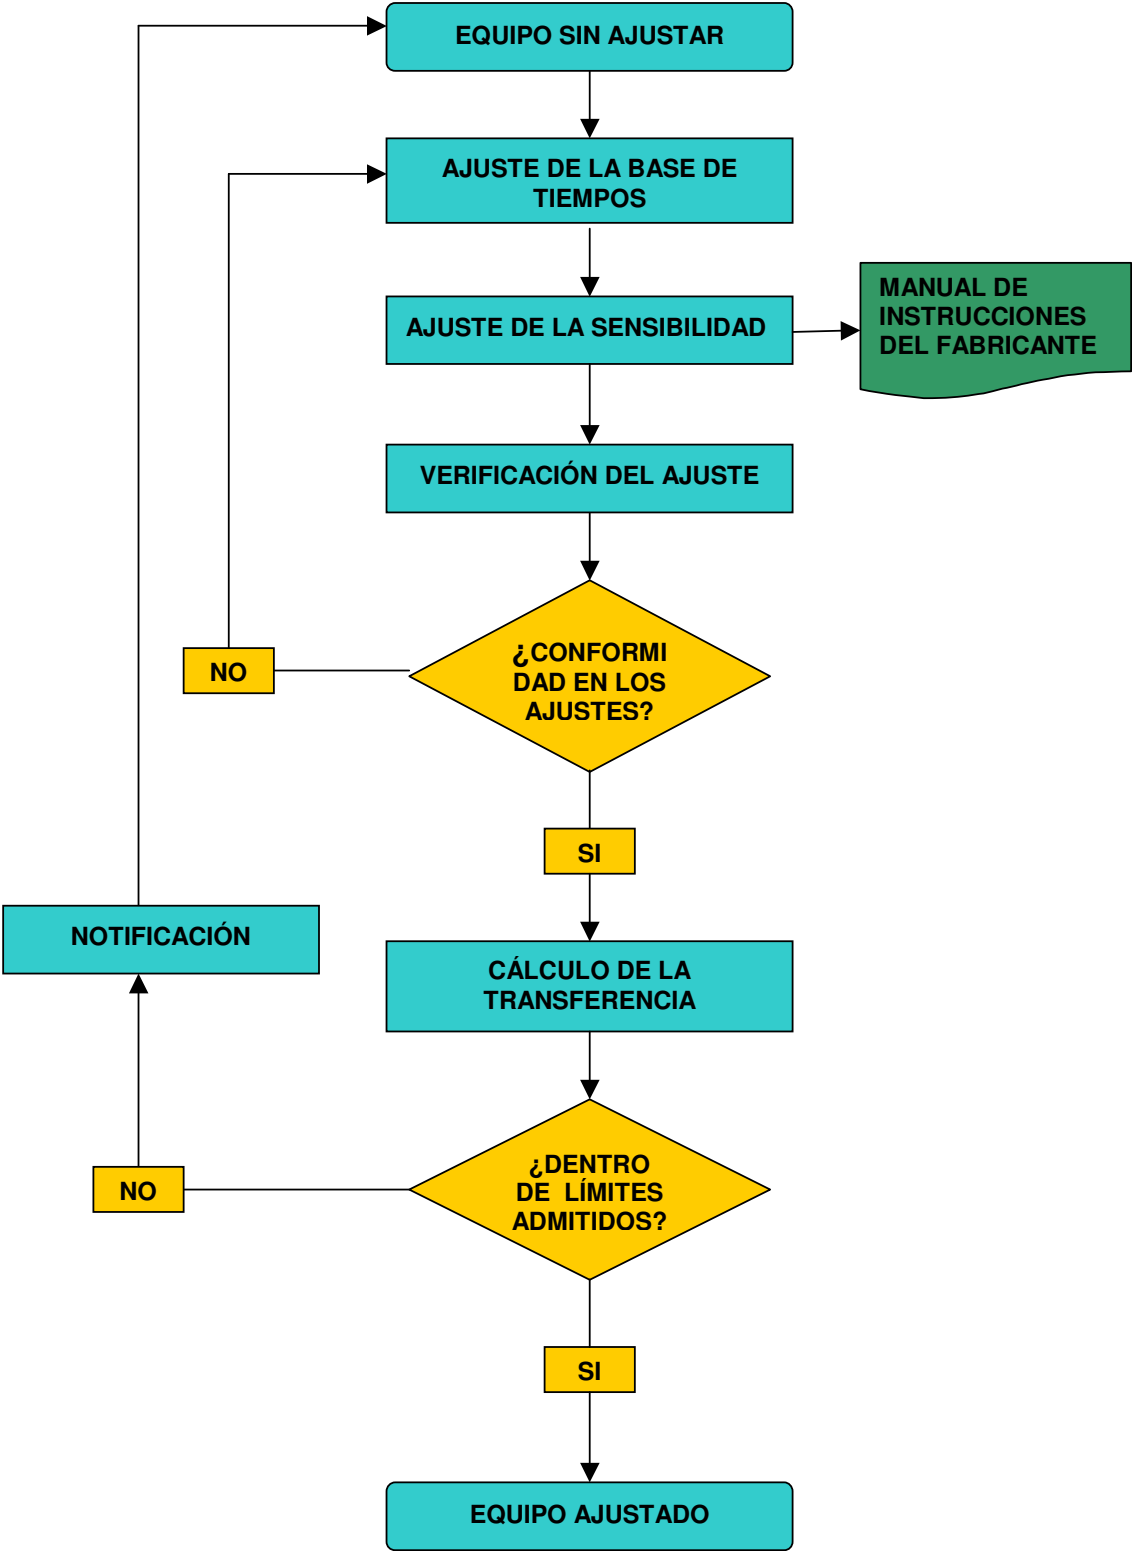 EQUIPO SIN AJUSTAR
AJUSTE DE LA BASE DE
TIEMPOS
AJUSTE DE LA SENSIBILIDAD
MANUAL DE
INSTRUCCIONES
DEL FABRICANTE
VERIFICACIÓN DEL AJUSTE
¿CONFORMI
DAD EN LOS
AJUSTES?
NO
SI
NOTIFICACIÓN
CÁLCULO DE LA
TRANSFERENCIA
¿DENTRO
DE LÍMITES
ADMITIDOS?
NO
SI
EQUIPO AJUSTADO